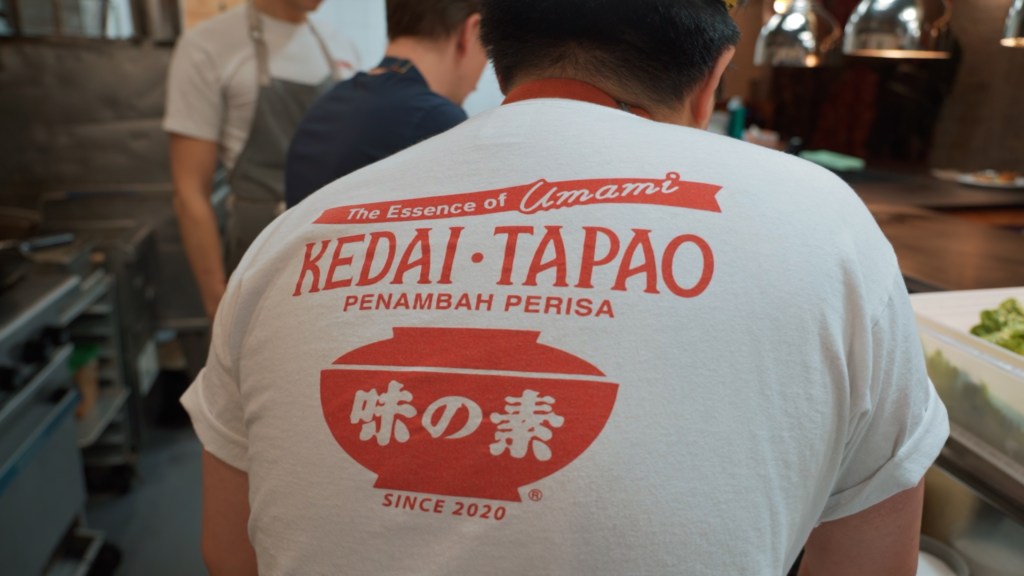 The Essence of Umami
KEDAI · TAPAO
PENAMBAH PERISA
味の素
®
SINCE 2020